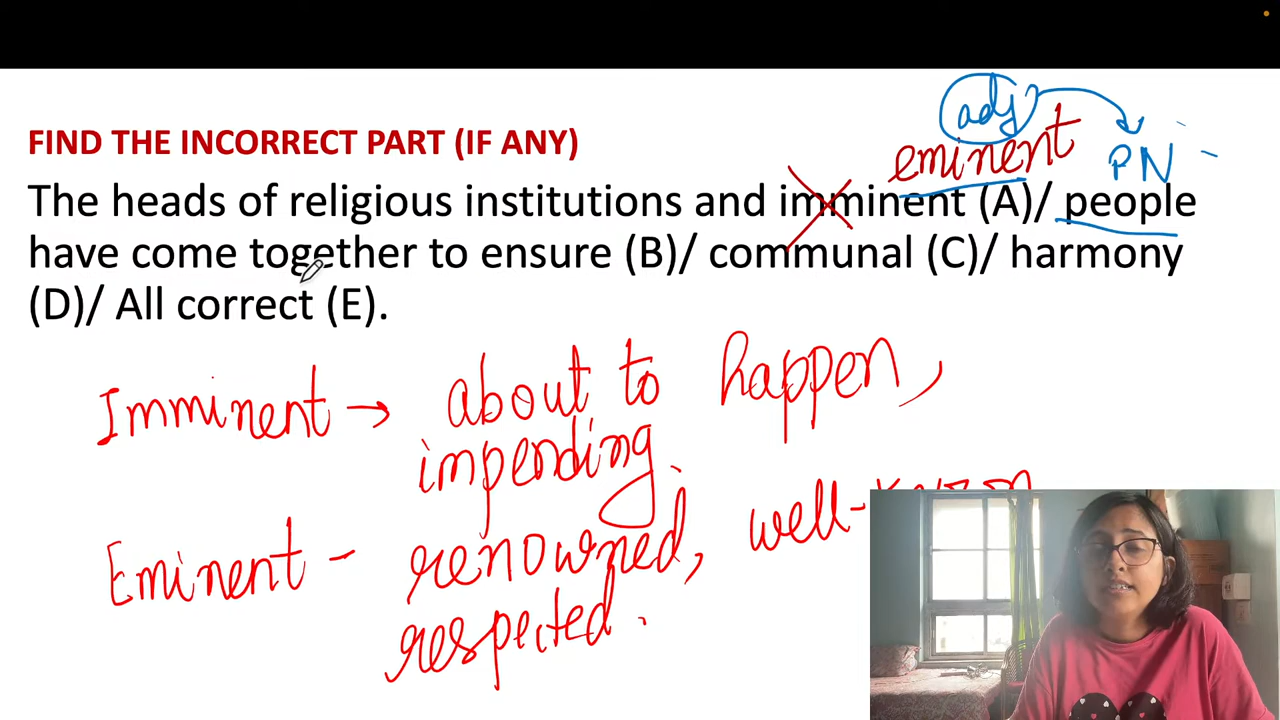 adj
eminent PN
FIND THE INCORRECT PART (IF ANY)
The heads of religious institutions and imminent (A)/ people
have come together to ensure (B)/ communal (C)/ harmony
(D)/ All correct (E).
Imminent → about to happen,
impending.
Eminent - renowned, well-known
respected.